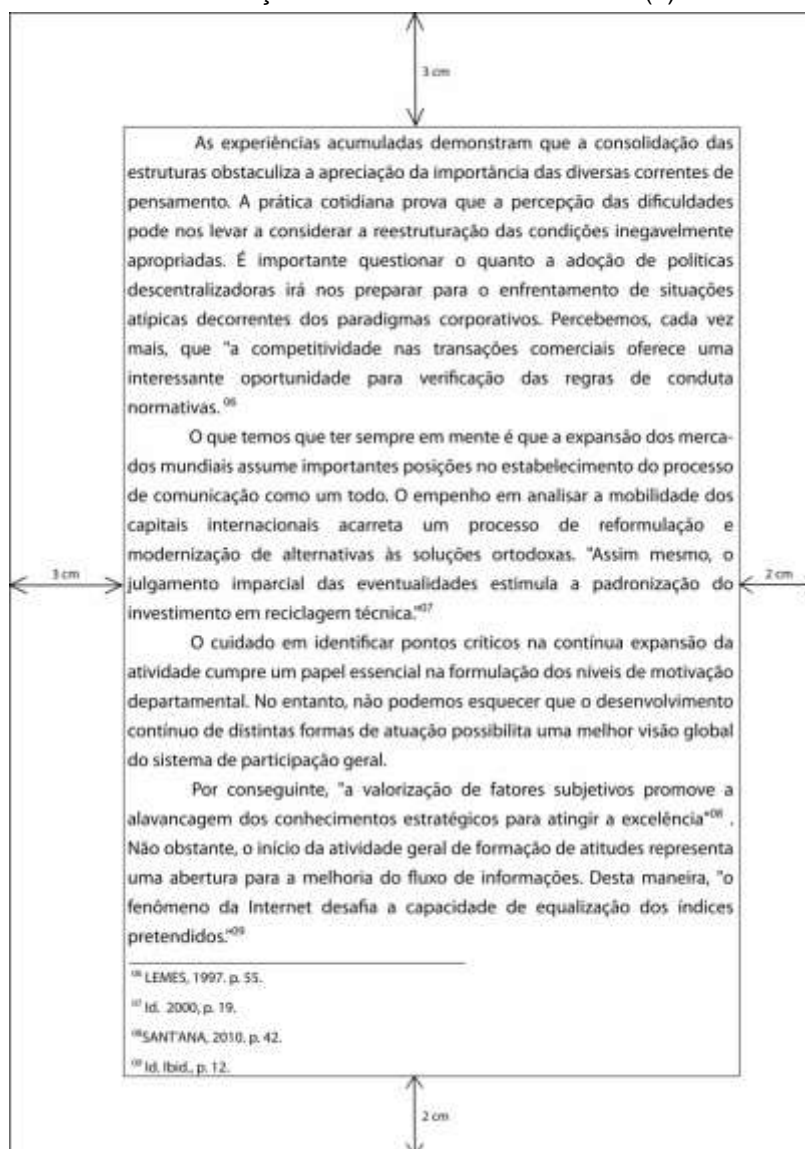 3 cm
As experiências acumuladas demonstram que a consolidação das
estruturas obstaculiza a apreciação da importância das diversas correntes de
pensamento. A prática cotidiana prova que a percepção das dificuldades
pode nos levar a considerar a reestruturação das condições inegavelmente
apropriadas. É importante questionar o quanto a adoção de políticas
descentralizadoras irá nos preparar para o enfrentamento de situações
atípicas decorrentes dos paradigmas corporativos. Percebemos, cada vez
mais, que "a competitividade nas transações comerciais oferece uma
interessante oportunidade para verificação das regras de conduta
normativas. 06
O que temos que ter sempre em mente é que a expansão dos merca-
dos mundiais assume importantes posições no estabelecimento do processo
de comunicação como um todo. O empenho em analisar a mobilidade dos
capitais internacionais acarreta um processo de reformulação e
modernização de alternativas às soluções ortodoxas. "Assim mesmo, o
3 cm
julgamento imparcial das eventualidades estimula a padronização do
2 cm
investimento em reciclagem técnica."07
O cuidado em identificar pontos críticos na contínua expansão da
atividade cumpre um papel essencial na formulação dos níveis de motivação
departamental. No entanto, não podemos esquecer que o desenvolvimento
contínuo de distintas formas de atuação possibilita uma melhor visão global
do sistema de participação geral.
Por conseguinte, "a valorização de fatores subjetivos promove a
alavancagem dos conhecimentos estratégicos para atingir a excelência"08 .
Não obstante, o início da atividade geral de formação de atitudes representa
uma abertura para a melhoria do fluxo de informações. Desta maneira, "o
fenômeno da Internet desafia a capacidade de equalização dos índices
pretendidos."09
06 LEMES, 1997. p. 55.
07 Id. 2000, p. 19.
08 SANT'ANA, 2010. p. 42.
09 Id. Ibid., p. 12.
2 cm